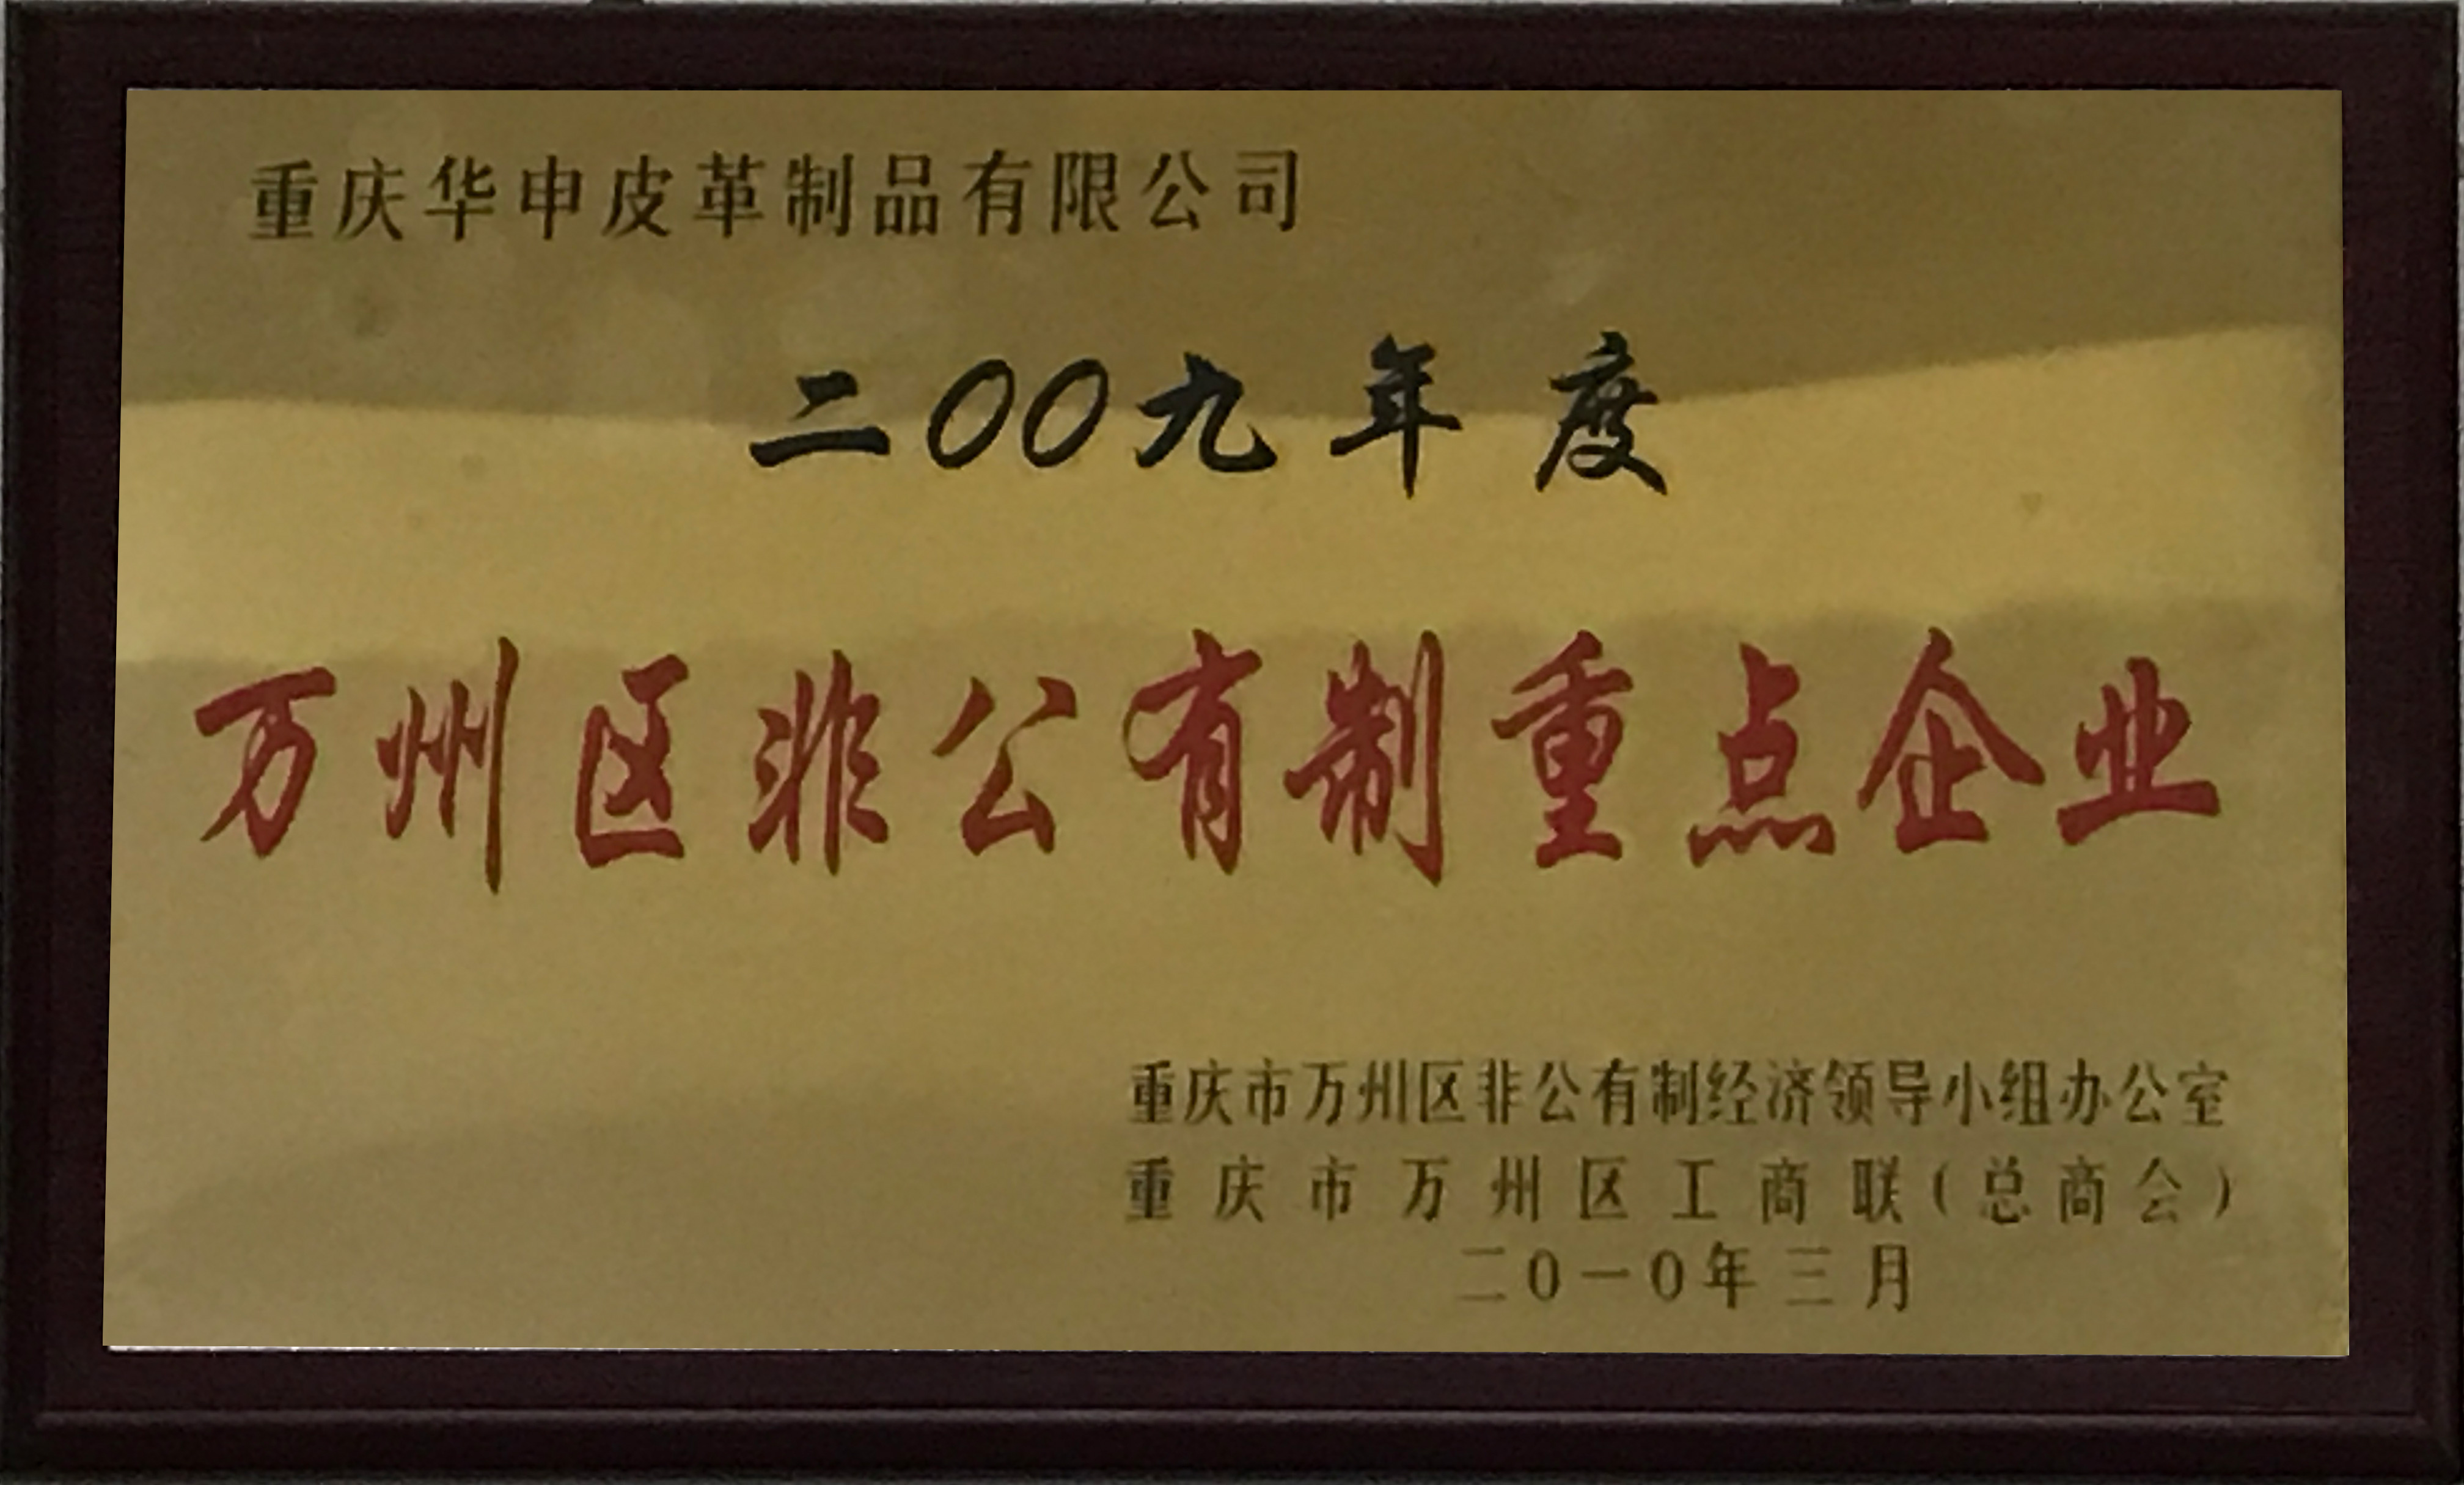 重庆华申皮革制品有限公司
二00九年度
万州区非公有制重点企业
重庆市万州区非公有制经济领导小组办公室
重庆市万州区工商联(总商会)
二0一0年三月